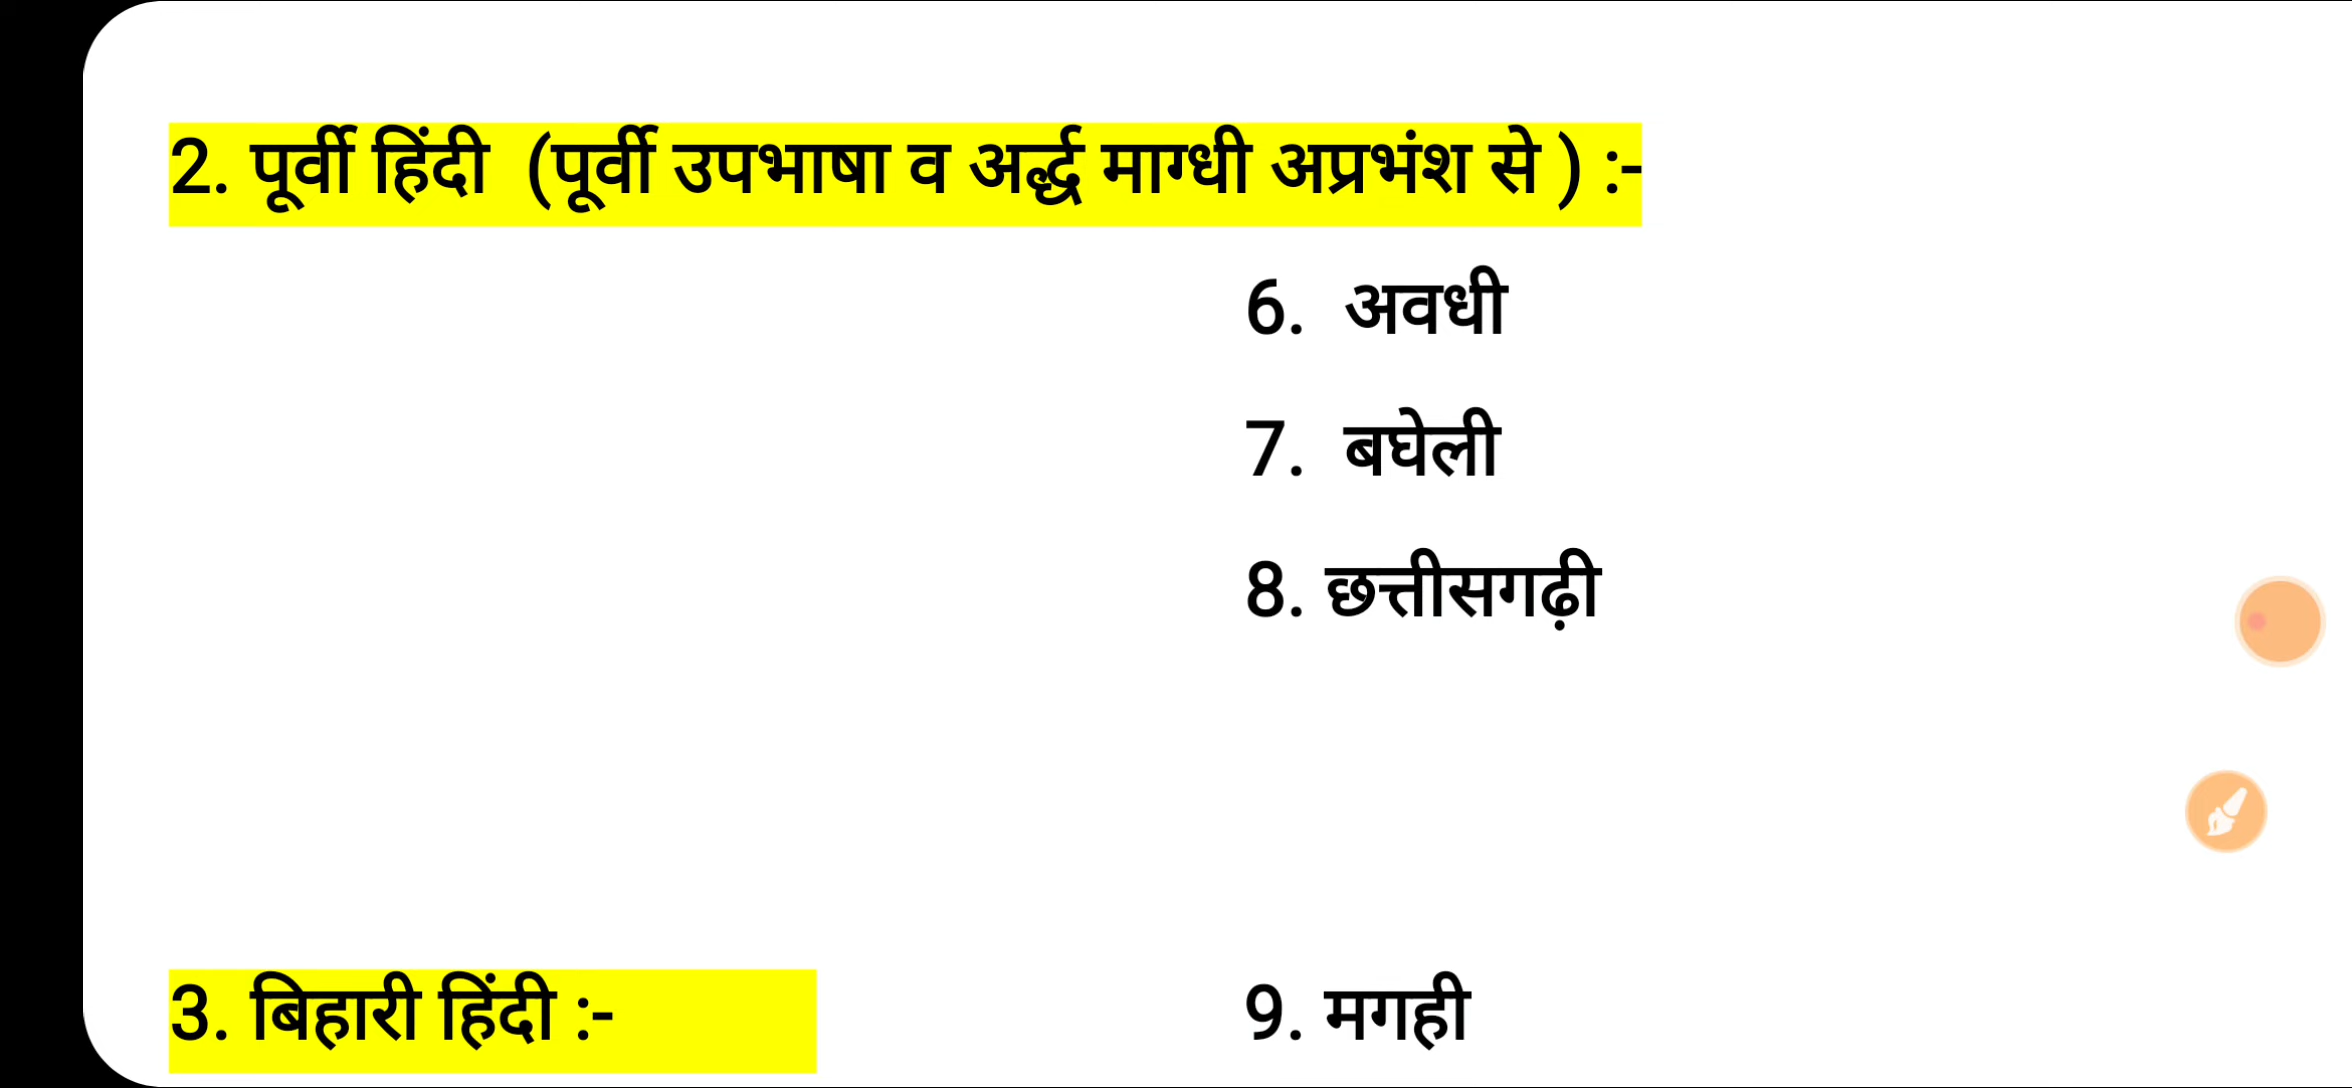 2. पूर्वी हिंदी (पूर्वी उपभाषा व अर्द्ध माग्धी अप्रभंश से ) :-
6. अवधी
7. बघेली
8. छत्तीसगढ़ी
3. बिहारी हिंदी :- 9. मगही